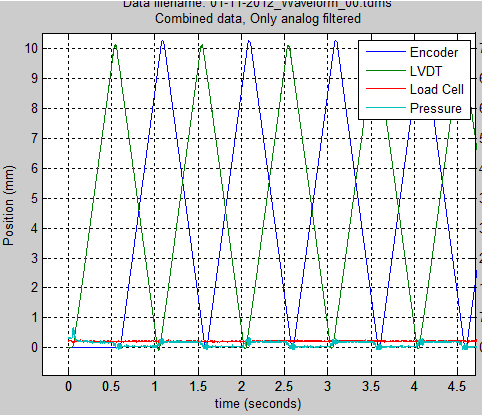 Data filename: 01-11-2012_Waveform_00.tdms
Combined data, Only analog filtered
Encoder
LVDT
Load Cell
Pressure
Position (mm)
10
9
8
7
6
5
4
3
2
1
0
0 0.5 1 1.5 2 2.5 3 3.5 4 4.5
time (seconds)